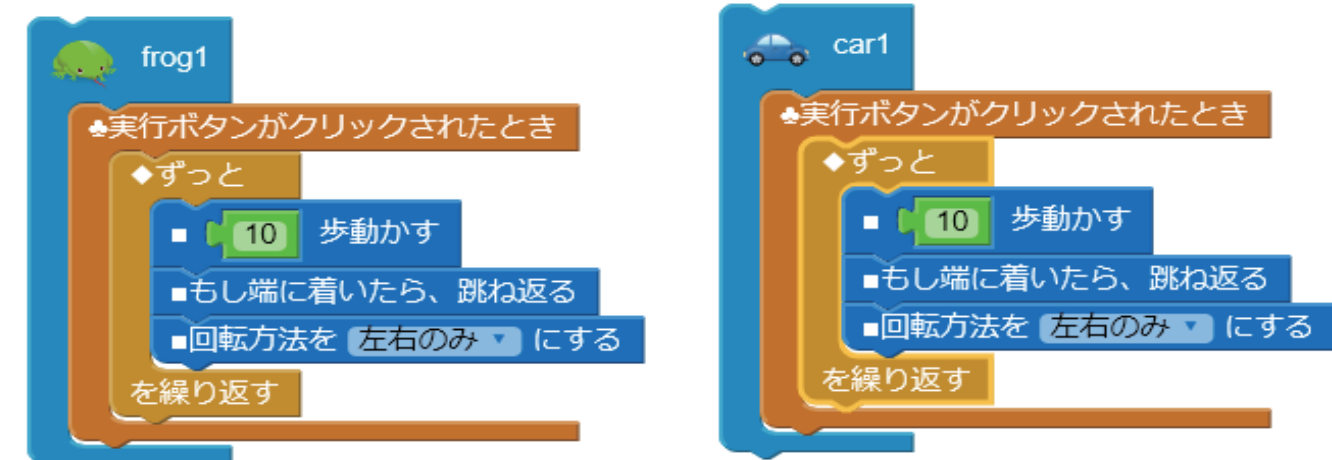 frog1
♣実行ボタンがクリックされたとき
◆ずっと
■ 10 歩動かす
■もし端に着いたら、跳ね返る
■回転方法を 左右のみ ▼ にする
を繰り返す
car1
♣実行ボタンがクリックされたとき
◆ずっと
■ 10 歩動かす
■もし端に着いたら、跳ね返る
■回転方法を 左右のみ ▼ にする
を繰り返す